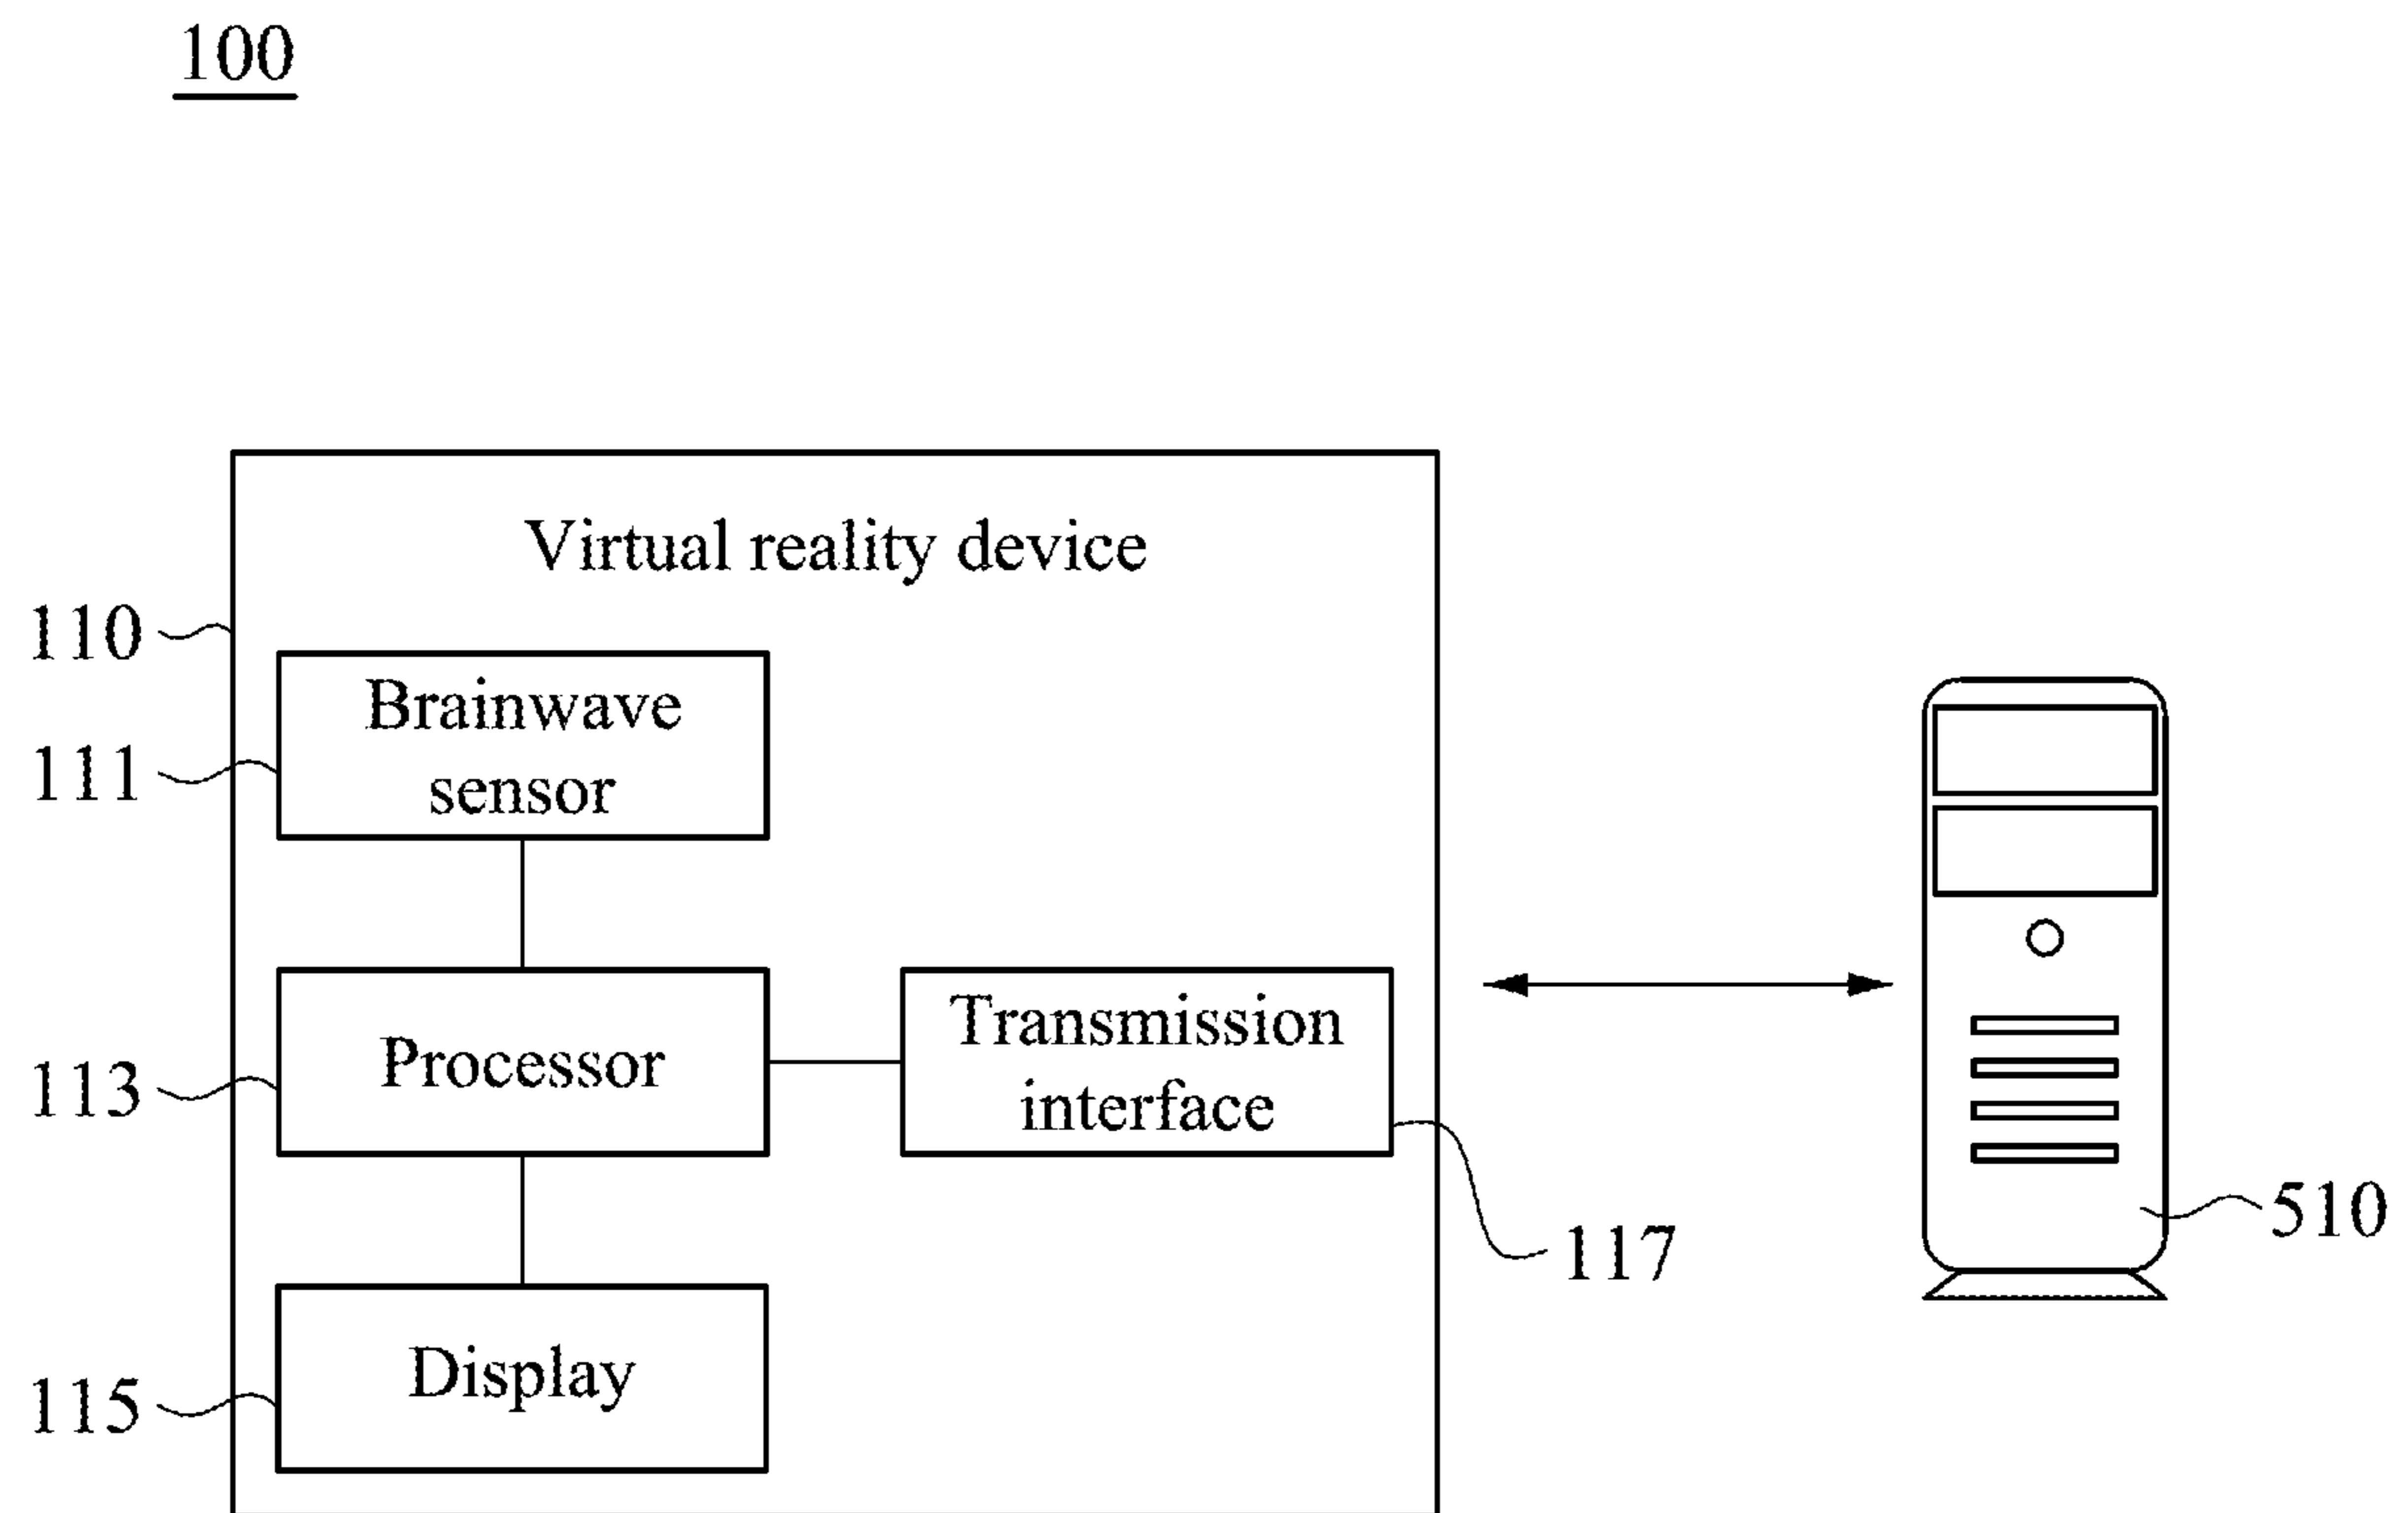 100
Virtual reality device
110
Brainwave
sensor
111
Processor
113
Transmission
interface
117
510
Display
115